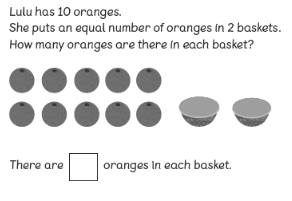 Lulu has 10 oranges.
She puts an equal number of oranges in 2 baskets.
How many oranges are there in each basket?
There are oranges in each basket.